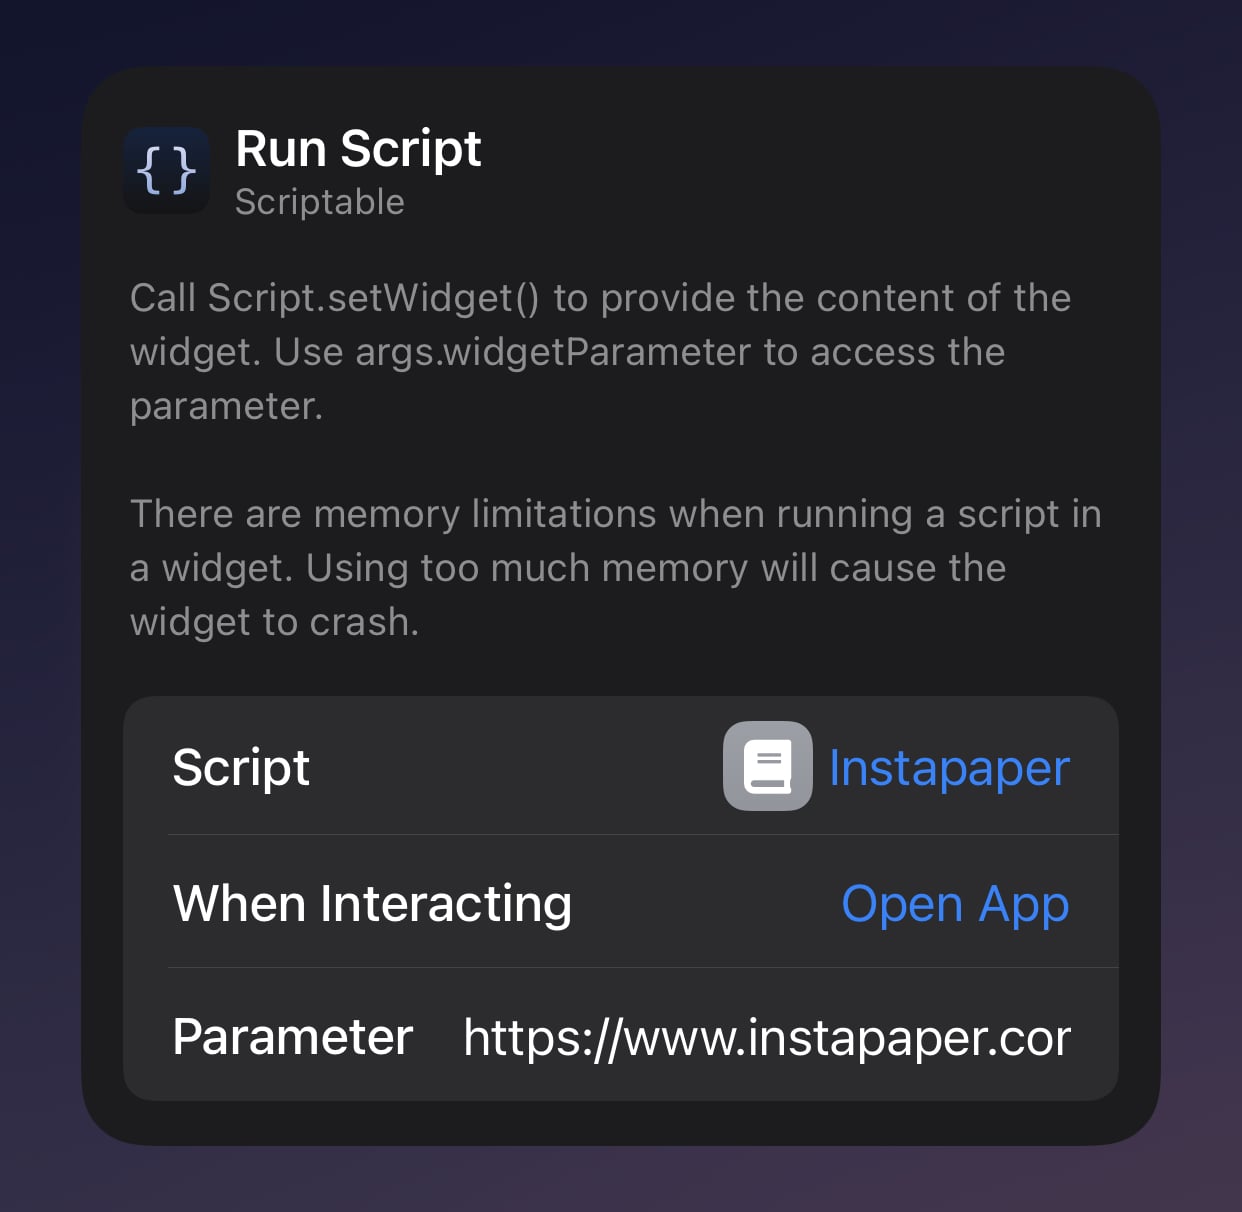 { }
Run Script
Scriptable
Call Script.setWidget() to provide the content of the
widget. Use args.widgetParameter to access the
parameter.
There are memory limitations when running a script in
a widget. Using too much memory will cause the
widget to crash.
Script Instapaper
When Interacting Open App
Parameter https://www.instapaper.cor